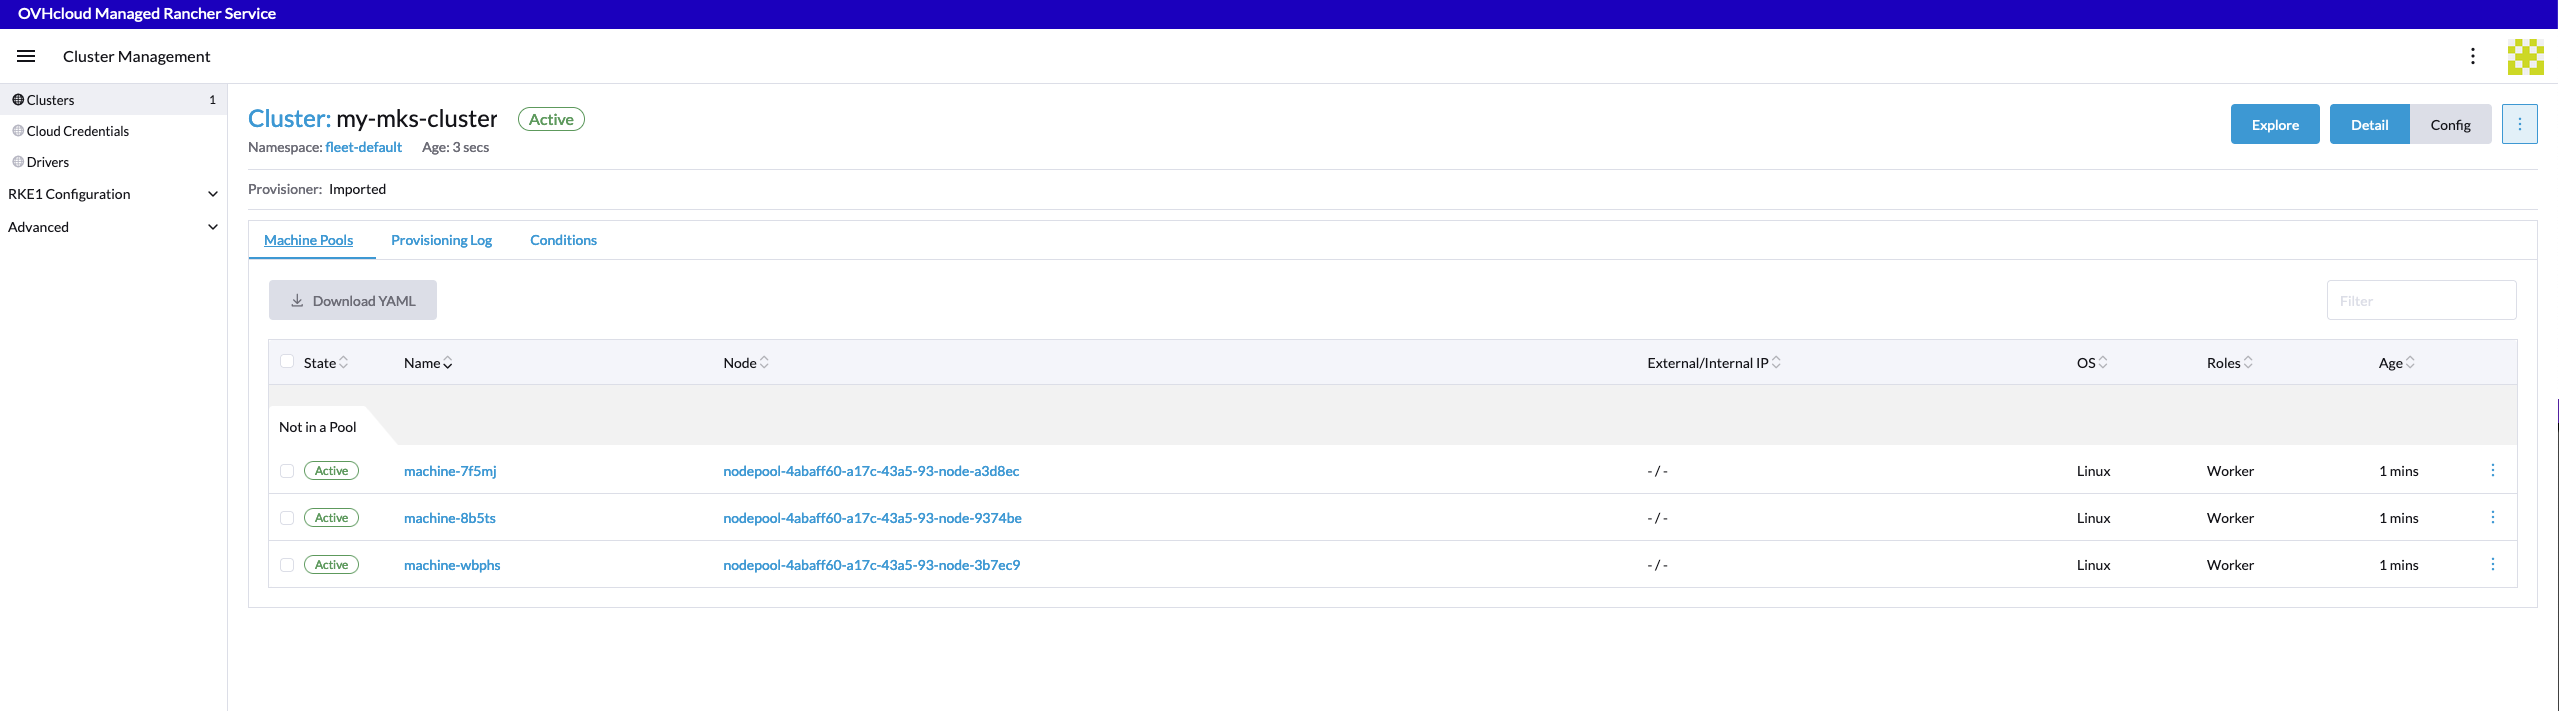 OVHcloud Managed Rancher Service
Cluster Management
Clusters 1
Cloud Credentials
Drivers
RKE1 Configuration
Advanced
Cluster: my-mks-cluster Active
Namespace: fleet-default Age: 3 secs
Explore Detail Config
Provisioner: Imported
Machine Pools Provisioning Log Conditions
Download YAML Filter
State Name Node External/Internal IP OS Roles Age
Not in a Pool
Active machine-7f5mj nodepool-4abaff60-a17c-43a5-93-node-a3d8ec - / - Linux Worker 1 mins
Active machine-8b5ts nodepool-4abaff60-a17c-43a5-93-node-9374be - / - Linux Worker 1 mins
Active machine-wbphs nodepool-4abaff60-a17c-43a5-93-node-3b7ec9 - / - Linux Worker 1 mins